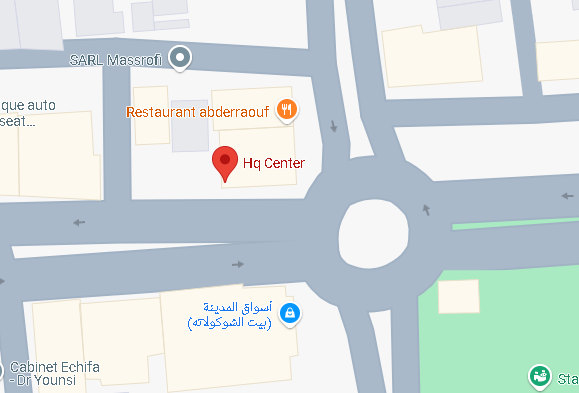 SARL Massrofi
que auto
seat...
Restaurant abderraouf
Hq Center
أسواق المدينة
(بيت الشوكولاته)
Cabinet Echifa
- Dr Younsi
Sta